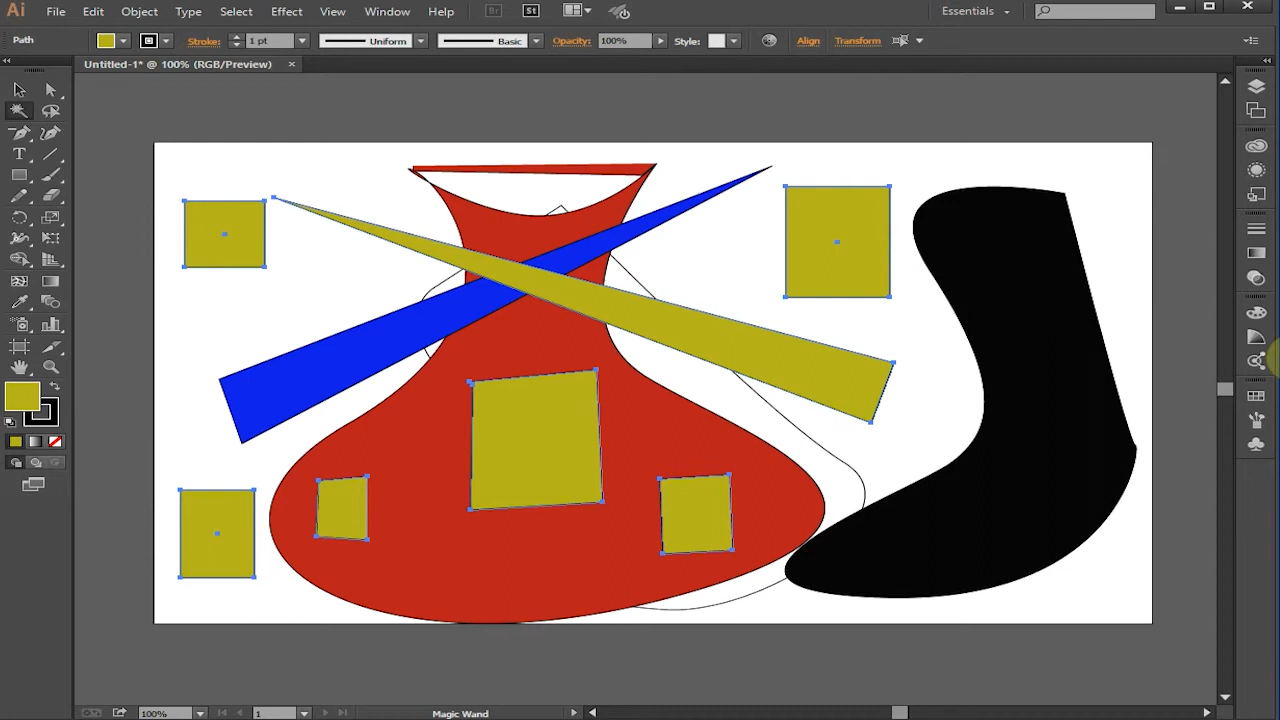 Ai File Edit Object Type Select Effect View Window Help Br St Essentials
Path Stroke: 1 pt Uniform Basic Opacity: 100% Style: Align Transform
Untitled-1* @ 100% (RGB/Preview) ×
T
100% 1 Magic Wand